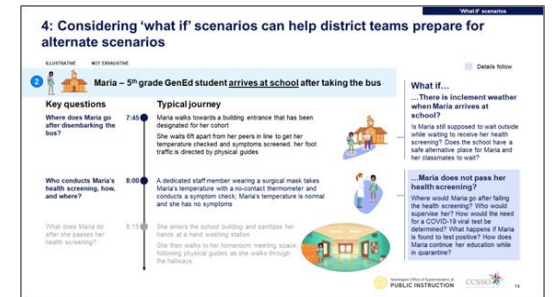 'What if' scenarios
4: Considering 'what if' scenarios can help district teams prepare for
alternate scenarios
ILLUSTRATIVE NOT EXHAUSTIVE
Details follow
2 Maria – 5th grade GenEd student arrives at school after taking the bus
Key questions Typical journey
Where does Maria go
after disembarking the
bus?
7:45
Maria walks towards a building entrance that has been
designated for her cohort
She waits 6ft apart from her peers in line to get her
temperature checked and symptoms screened. her foot
traffic is directed by physical guides
Who conducts Maria's
health screening, how,
and where?
8:00
A dedicated staff member wearing a surgical mask takes
Maria's temperature with a no-contact thermometer and
conducts a symptom check; Maria's temperature is normal
and she has no symptoms
What does Maria do
after she passes her
health screening?
8:15
She enters the school building and sanitizes her
hands at a hand washing station
She then walks to her homeroom meeting space,
following physical guides as she walks through
the hallways
What if...
...There is inclement weather
when Maria arrives at
school?
Is Maria still supposed to wait outside
while waiting to receive her health
screening? Does the school have a
safe alternative place for Maria and
her classmates to wait?
...Maria does not pass her
health screening?
Where would Maria go after failing
the health screening? Who would
supervise her? How would the need
for a COVID-19 viral test be
determined? What happens if Maria
is found to test positive? How does
Maria continue her education while
in quarantine?
Washington Office of Superintendent of
PUBLIC INSTRUCTION
CCSSO
14